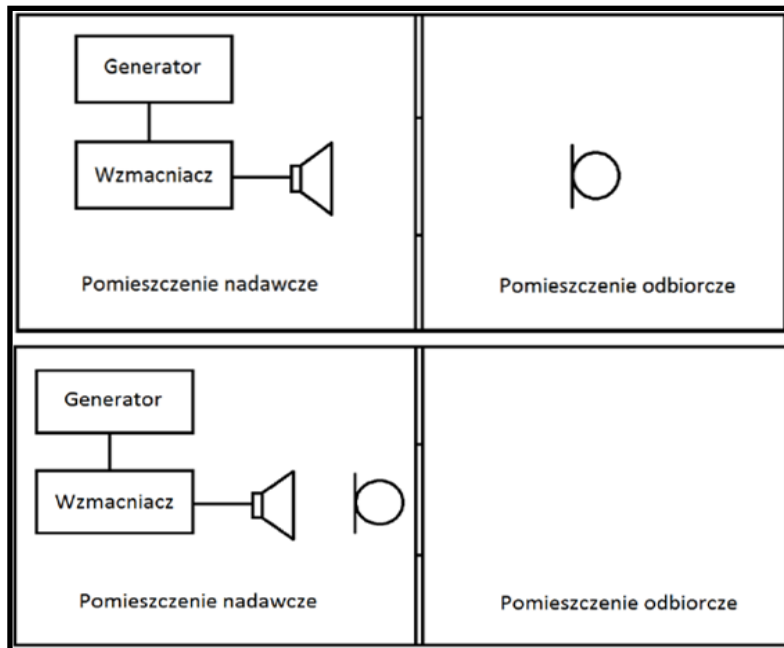 Generator
Wzmacniacz
Pomieszczenie nadawcze
Pomieszczenie odbiorcze
Generator
Wzmacniacz
Pomieszczenie nadawcze
Pomieszczenie odbiorcze